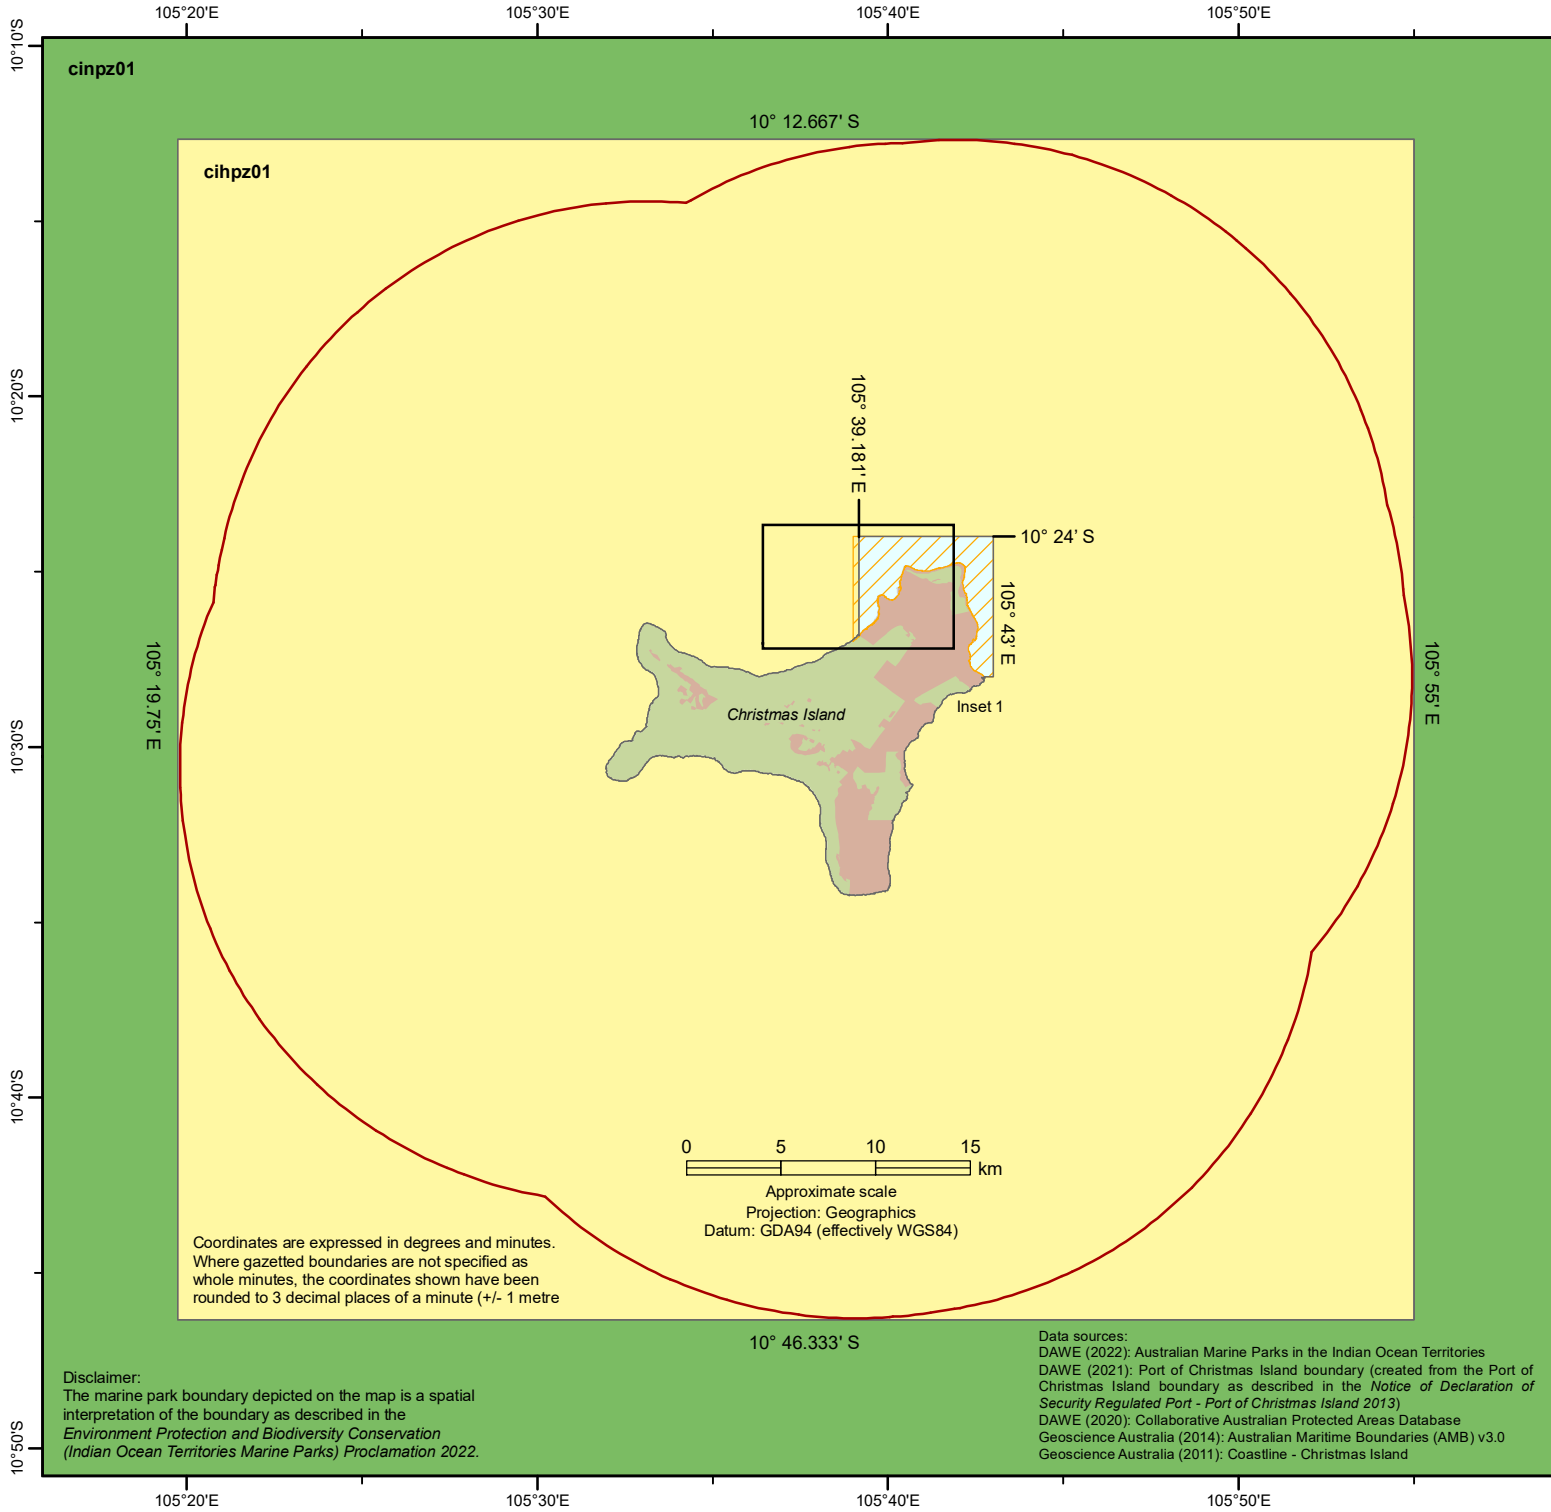 105°20'E
105°30'E
105°40'E
105°50'E
10°10'S
cinpz01
10° 12.667' S
cihpz01
10°20'S
105° 39.181' E
10° 24' S
105° 43' E
105° 19.75' E
105° 55' E
Inset 1
Christmas Island
10°30'S
10°40'S
0 5 10 15
km
Approximate scale
Projection: Geographics
Datum: GDA94 (effectively WGS84)
Coordinates are expressed in degrees and minutes.
Where gazetted boundaries are not specified as
whole minutes, the coordinates shown have been
rounded to 3 decimal places of a minute (+/- 1 metre
10° 46.333' S
Disclaimer:
The marine park boundary depicted on the map is a spatial
interpretation of the boundary as described in the
Environment Protection and Biodiversity Conservation
(Indian Ocean Territories Marine Parks) Proclamation 2022.
Data sources:
DAWE (2022): Australian Marine Parks in the Indian Ocean Territories
DAWE (2021): Port of Christmas Island boundary (created from the Port of
Christmas Island boundary as described in the Notice of Declaration of
Security Regulated Port - Port of Christmas Island 2013)
DAWE (2020): Collaborative Australian Protected Areas Database
Geoscience Australia (2014): Australian Maritime Boundaries (AMB) v3.0
Geoscience Australia (2011): Coastline - Christmas Island
10°50'S
105°20'E
105°30'E
105°40'E
105°50'E